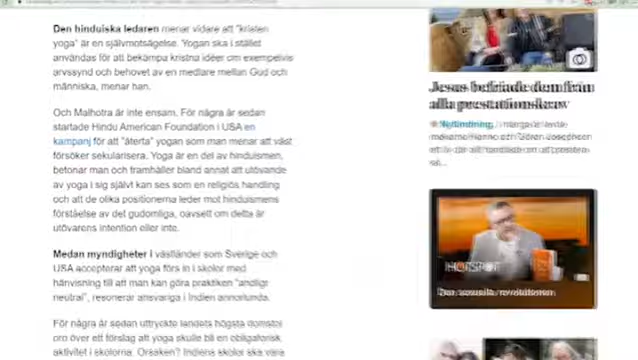 Den hinduiska ledaren menar vidare att "kristen
yoga" är en självmotsägelse. Yogan ska i stället
användas för att bekämpa kristna idéer om exempelvis
arvssynd och behovet av en medlare mellan Gud och
människa, menar han.
Och Malhotra är inte ensam. För några år sedan
startade Hindu American Foundation i USA en
kampanj för att "återta" yogan som man menar att väst
försöker sekularisera. Yoga är en del av hinduismen,
betonar man och framhåller bland annat att utövande
av yoga i sig självt kan ses som en religiös handling
och att de olika positionerna leder mot hinduismens
förståelse av det gudomliga, oavsett om detta är
utövarens intention eller inte.
Medan myndigheter i västländer som Sverige och
USA accepterar att yoga förs in i skolor med
hänvisning till att man kan göra praktiken "andligt
neutral", resonerar ansvariga i Indien annorlunda.
För några år sedan uttryckte landets högsta domstol
oro över ett förslag att yoga skulle bli en obligatorisk
aktivitet i skolorna. Orsaken? Indiens skolor ska vara
Jesus befriade dem från
alla prestationskrav
HOTSPOT
Den sexuella revolutionen